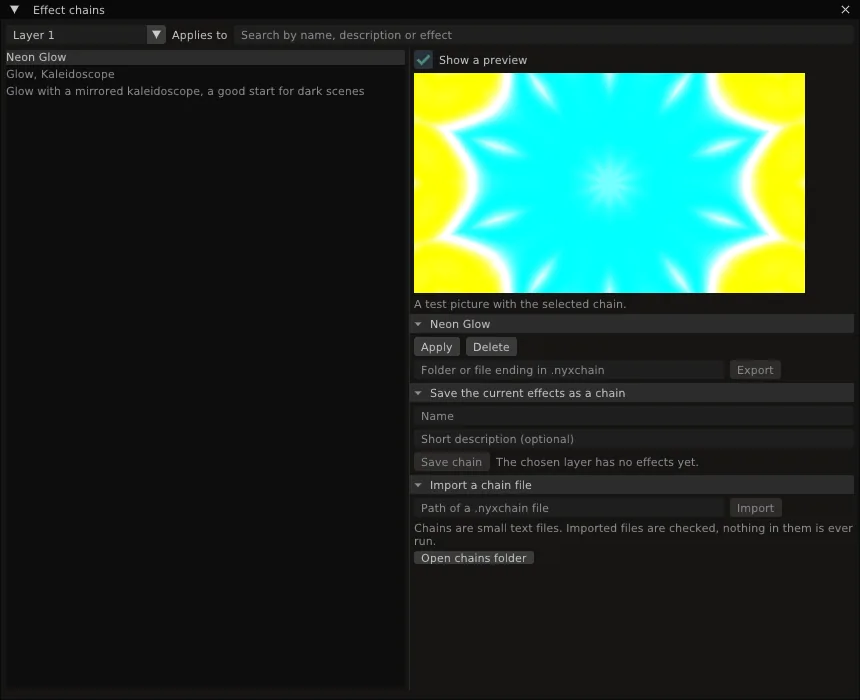 Effect chains
Layer 1
Applies to
Search by name, description or effect
Neon Glow
Glow, Kaleidoscope
Glow with a mirrored kaleidoscope, a good start for dark scenes
Show a preview
A test picture with the selected chain.
Neon Glow
Apply
Delete
Folder or file ending in .nyxchain
Export
Save the current effects as a chain
Name
Short description (optional)
Save chain
The chosen layer has no effects yet.
Import a chain file
Path of a .nyxchain file
Import
Chains are small text files. Imported files are checked, nothing in them is ever
run.
Open chains folder